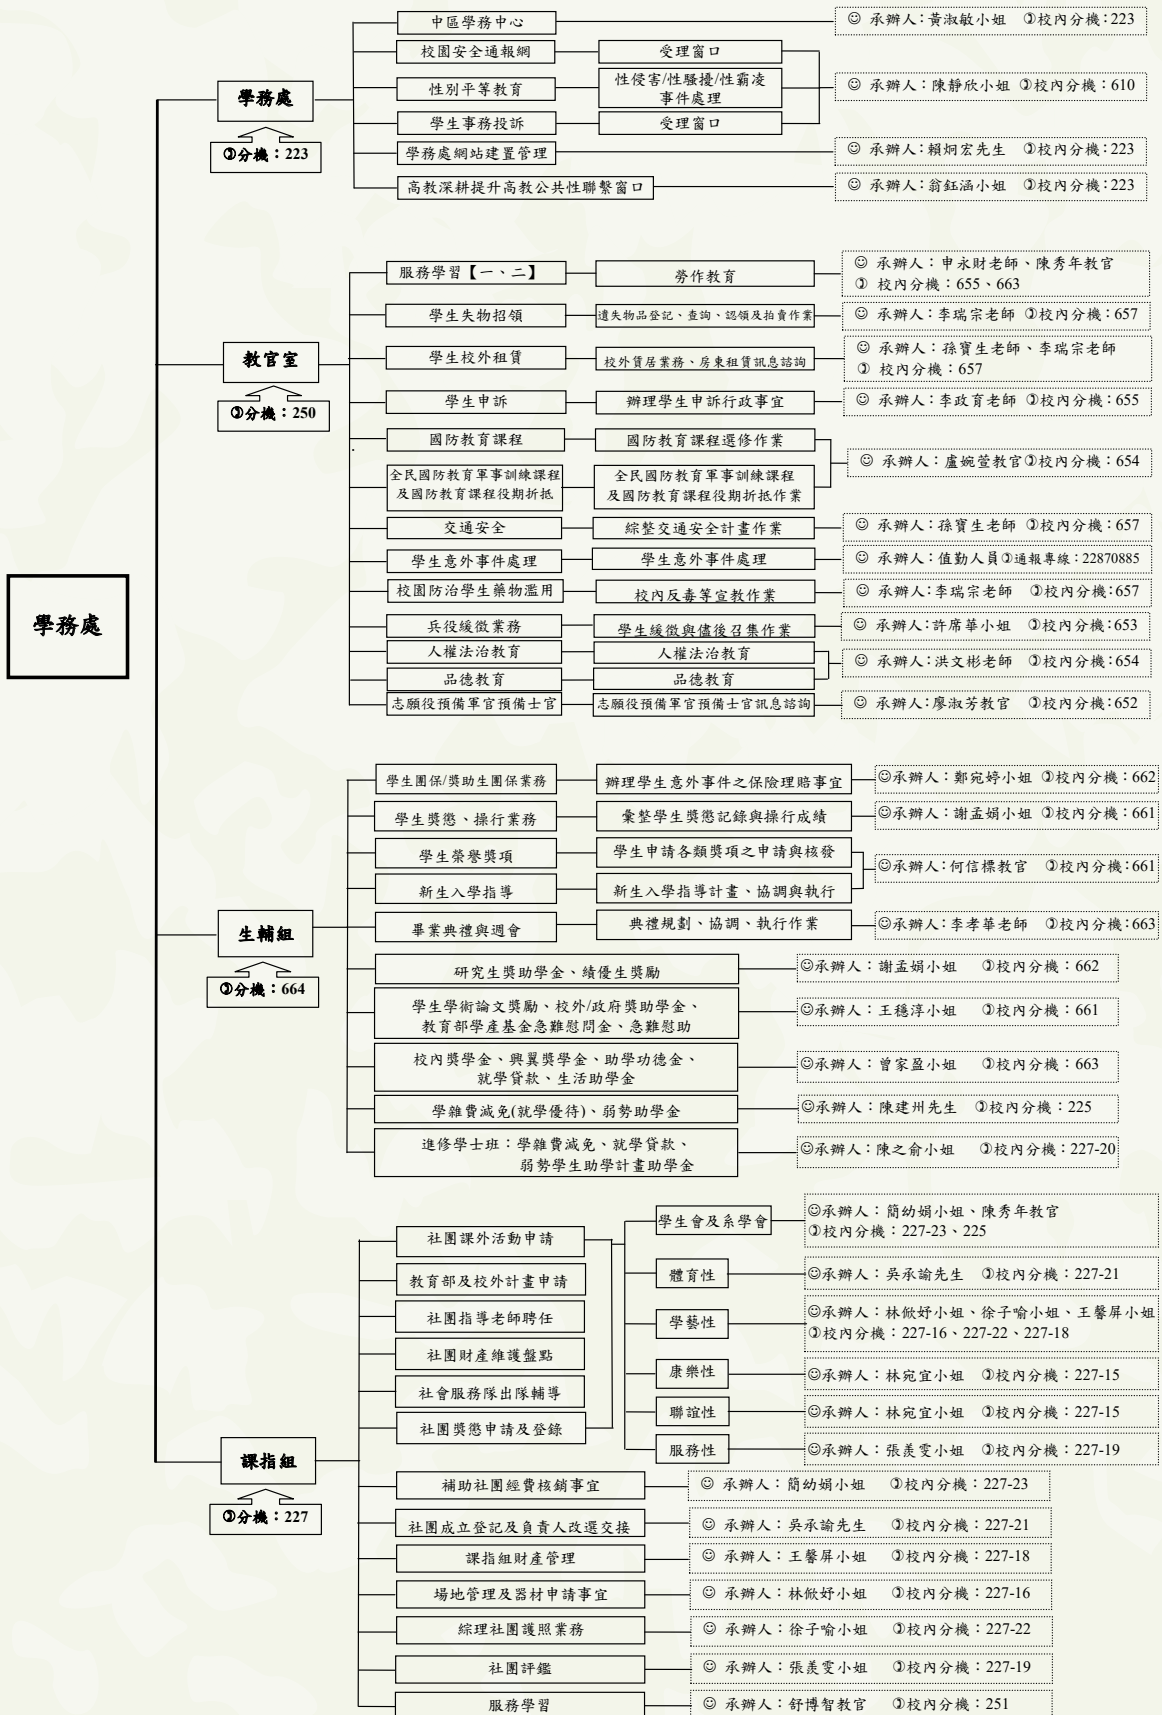 學務處
學務處
分機：223
中區學務中心
承辦人：黃淑敏小姐 校內分機：223
校園安全通報網
受理窗口
性別平等教育
性侵害/性騷擾/性霸凌
事件處理
學生事務投訴
受理窗口
承辦人：陳靜欣小姐 校內分機：610
學務處網站建置管理
承辦人：賴炯宏先生 校內分機：223
高教深耕提升高教公共性聯繫窗口
承辦人：翁鈺涵小姐 校內分機：223
教官室
分機：250
服務學習【一、二】
勞作教育
承辦人：申永財老師、陳秀年教官
校內分機：655、663
學生失物招領
遺失物品登記、查詢、認領及拍賣作業
承辦人：李瑞宗老師 校內分機：657
學生校外租賃
校外賃居業務、房東租賃訊息諮詢
承辦人：孫寶生老師、李瑞宗老師
校內分機：657
學生申訴
辦理學生申訴行政事宜
承辦人：李政育老師 校內分機：655
國防教育課程
國防教育課程選修作業
全民國防教育軍事訓練課程
及國防教育課程役期折抵
全民國防教育軍事訓練課程
及國防教育課程役期折抵作業
承辦人：盧婉萱教官校內分機：654
交通安全
綜整交通安全計畫作業
承辦人：孫寶生老師 校內分機：657
學生意外事件處理
學生意外事件處理
承辦人：值勤人員通報專線：22870885
校園防治學生藥物濫用
校內反毒等宣教作業
承辦人：李瑞宗老師 校內分機：657
兵役緩徵業務
學生緩徵與儘後召集作業
承辦人：許席華小姐 校內分機：653
人權法治教育
人權法治教育
品德教育
品德教育
承辦人：洪文彬老師 校內分機：654
志願役預備軍官預備士官
志願役預備軍官預備士官訊息諮詢
承辦人：廖淑芳教官 校內分機：652
生輔組
分機：664
學生團保/獎助生團保業務
辦理學生意外事件之保險理賠事宜
承辦人：鄭宛婷小姐 校內分機：662
學生獎懲、操行業務
彙整學生獎懲記錄與操行成績
承辦人：謝孟娟小姐 校內分機：661
學生榮譽獎項
學生申請各類獎項之申請與核發
新生入學指導
新生入學指導計畫、協調與執行
承辦人：何信標教官 校內分機：661
畢業典禮與週會
典禮規劃、協調、執行作業
承辦人：李孝華老師 校內分機：663
研究生獎助學金、績優生獎勵
承辦人：謝孟娟小姐 校內分機：662
學生學術論文獎勵、校外/政府獎助學金、
教育部學產基金急難慰問金、急難慰助
承辦人：王穩淳小姐 校內分機：661
校內獎學金、興翼獎學金、助學功德金、
就學貸款、生活助學金
承辦人：曾家盈小姐 校內分機：663
學雜費減免(就學優待)、弱勢助學金
承辦人：陳建州先生 校內分機：225
進修學士班：學雜費減免、就學貸款、
弱勢學生助學計畫助學金
承辦人：陳之俞小姐 校內分機：227-20
課指組
分機：227
社團課外活動申請
教育部及校外計畫申請
社團指導老師聘任
社團財產維護盤點
社會服務隊出隊輔導
社團獎懲申請及登錄
學生會及系學會
承辦人：簡幼娟小姐、陳秀年教官
校內分機：227-23、225
體育性
承辦人：吳承諭先生 校內分機：227-21
學藝性
承辦人：林俽妤小姐、徐子喻小姐、王馨屏小姐
校內分機：227-16、227-22、227-18
康樂性
承辦人：林宛宜小姐 校內分機：227-15
聯誼性
承辦人：林宛宜小姐 校內分機：227-15
服務性
承辦人：張羨雯小姐 校內分機：227-19
補助社團經費核銷事宜
承辦人：簡幼娟小姐 校內分機：227-23
社團成立登記及負責人改選交接
承辦人：吳承諭先生 校內分機：227-21
課指組財產管理
承辦人：王馨屏小姐 校內分機：227-18
場地管理及器材申請事宜
承辦人：林俽妤小姐 校內分機：227-16
綜理社團護照業務
承辦人：徐子喻小姐 校內分機：227-22
社團評鑑
承辦人：張羨雯小姐 校內分機：227-19
服務學習
承辦人：舒博智教官 校內分機：251